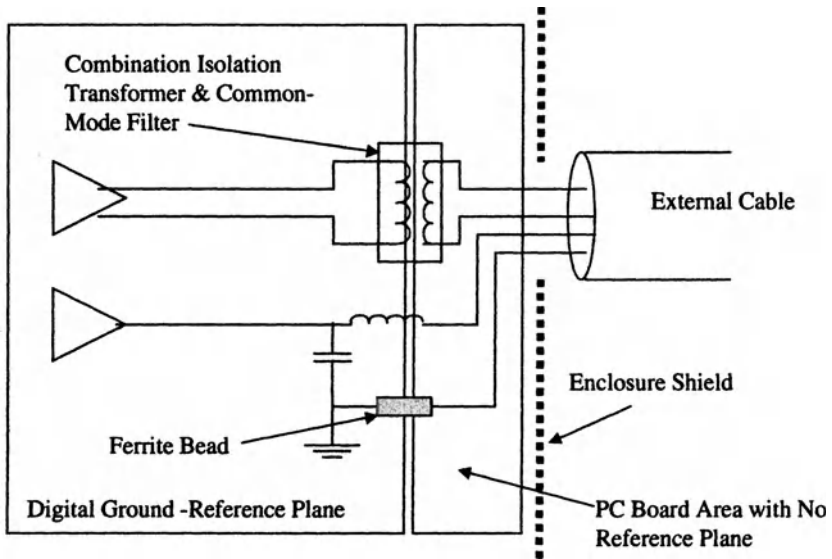 Combination Isolation
Transformer & Common-
Mode Filter
External Cable
Enclosure Shield
Ferrite Bead
Digital Ground -Reference Plane
PC Board Area with No
Reference Plane